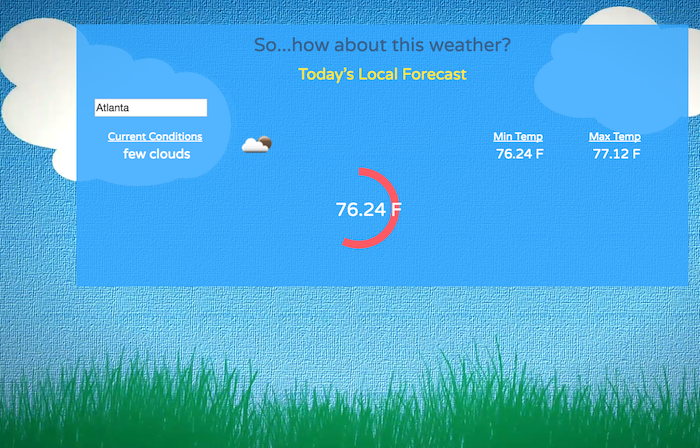 So...how about this weather?
Today's Local Forecast
Atlanta
Current Conditions
few clouds
Min Temp
76.24 F
Max Temp
77.12 F
76.24 F